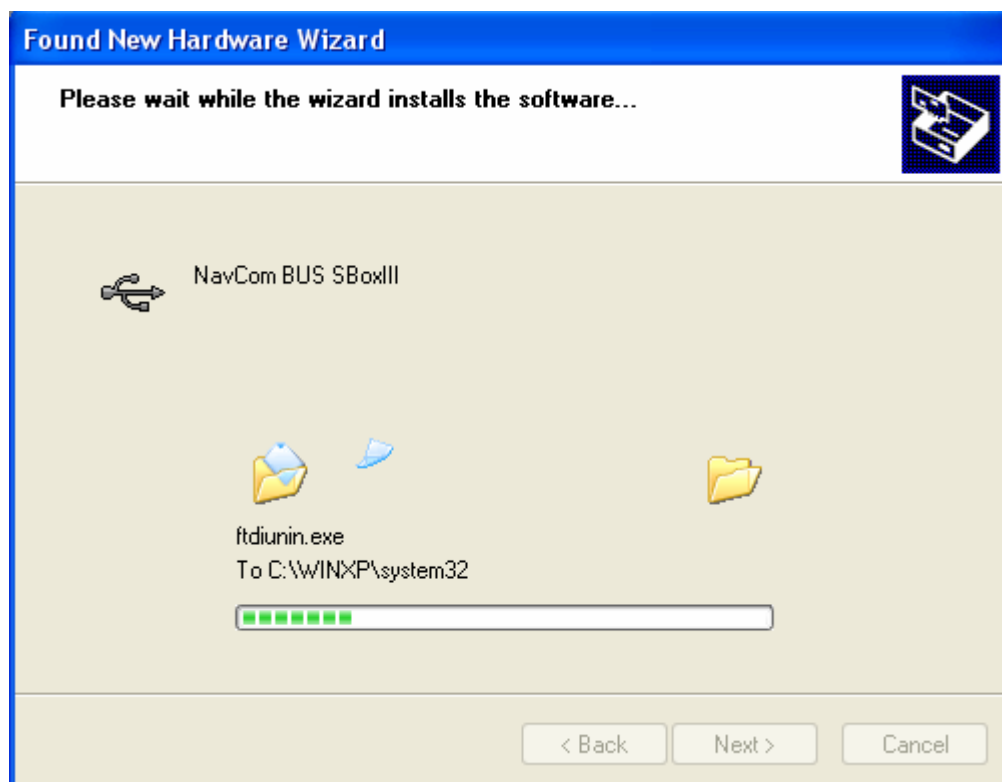 Found New Hardware Wizard
Please wait while the wizard installs the software...
NavCom BUS SBoxIII
ftdiunin.exe
To C:\WINXP\system32
< Back
Next >
Cancel